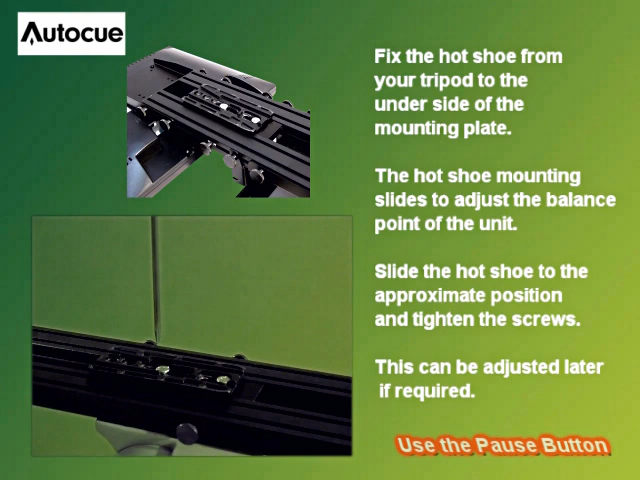 Autocue
Fix the hot shoe from
your tripod to the
under side of the
mounting plate.
The hot shoe mounting
slides to adjust the balance
point of the unit.
Slide the hot shoe to the
approximate position
and tighten the screws.
This can be adjusted later
if required.
Use the Pause Button